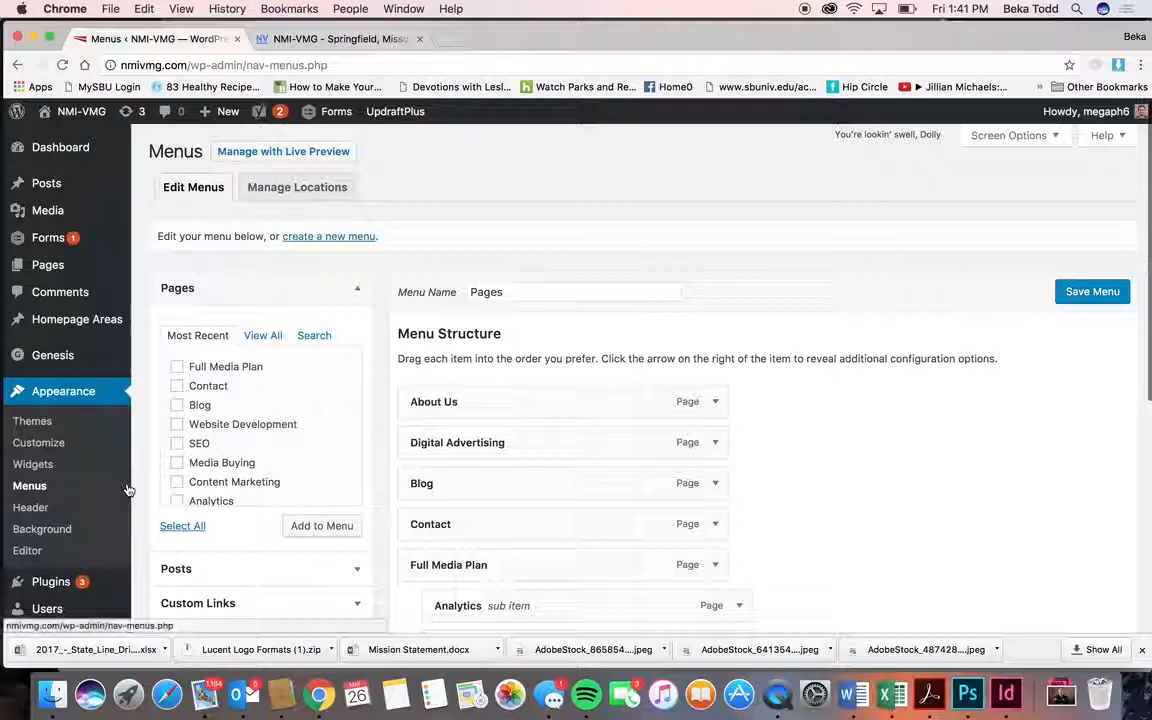 Chrome File Edit View History Bookmarks People Window Help Fri 1:41 PM Beka Todd
Menus ‹ NMI-VMG — WordPre × NV NMI-VMG - Springfield, Misso × Beka
nmivmg.com/wp-admin/nav-menus.php
Apps MySBU Login 83 Healthy Recipe... How to Make Your... Devotions with Lesl... Watch Parks and Re... Home0 www.sbuniv.edu/ac... Hip Circle Jillian Michaels:... » Other Bookmarks
NMI-VMG 3 0 New 2 Forms UpdraftPlus Howdy, megaph6
You're lookin' swell, Dolly Screen Options Help
Menus Manage with Live Preview
Edit Menus Manage Locations
Edit your menu below, or create a new menu.
Dashboard
Posts
Media
Forms 1
Pages
Comments
Homepage Areas
Genesis
Appearance
Themes
Customize
Widgets
Menus
Header
Background
Editor
Plugins 3
Users
Pages
Most Recent View All Search
Full Media Plan
Contact
Blog
Website Development
SEO
Media Buying
Content Marketing
Analytics
Select All Add to Menu
Posts
Custom Links
Menu Name Pages Save Menu
Menu Structure
Drag each item into the order you prefer. Click the arrow on the right of the item to reveal additional configuration options.
About Us Page
Digital Advertising Page
Blog Page
Contact Page
Full Media Plan Page
Analytics sub item Page
nmivmg.com/wp-admin/nav-menus.php
2017_-_State_Line_Dri....xlsx Lucent Logo Formats (1).zip Mission Statement.docx AdobeStock_865854....jpeg AdobeStock_641354....jpeg AdobeStock_487428....jpeg Show All
1,184 5 MAY 26 1 3 Ps Id